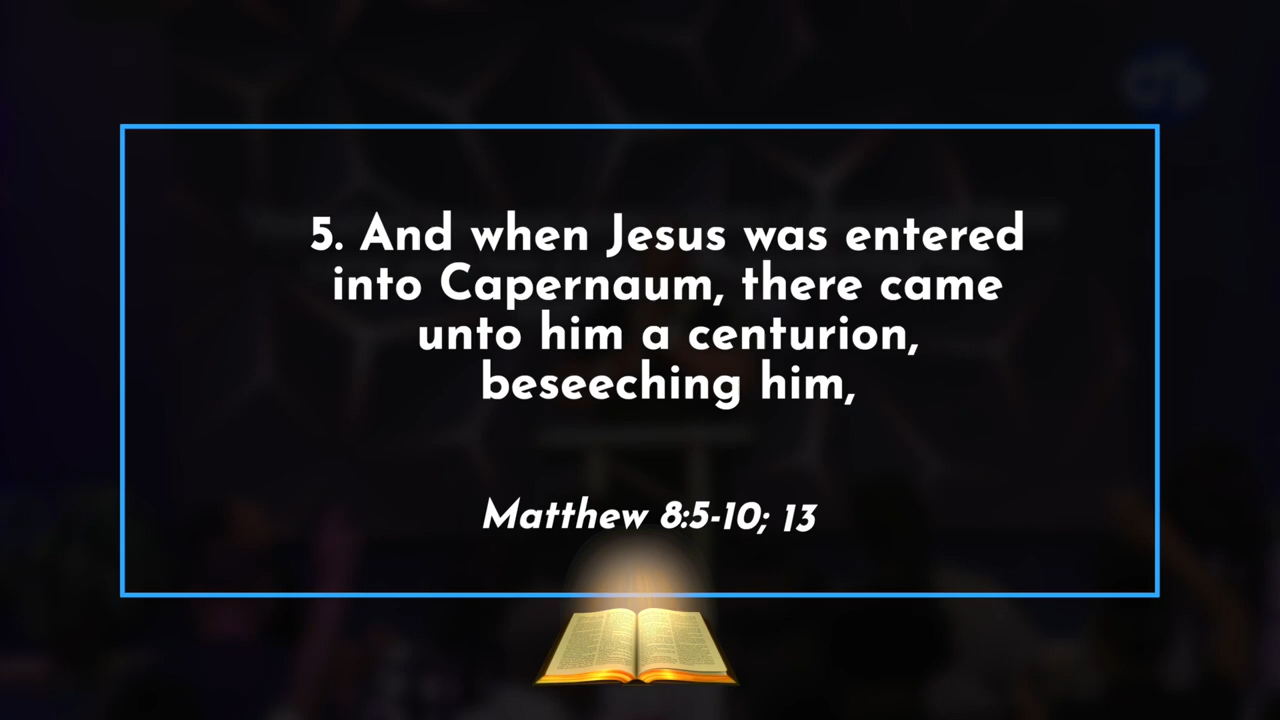 5. And when Jesus was entered
into Capernaum, there came
unto him a centurion,
beseeching him,
Matthew 8:5-10; 13